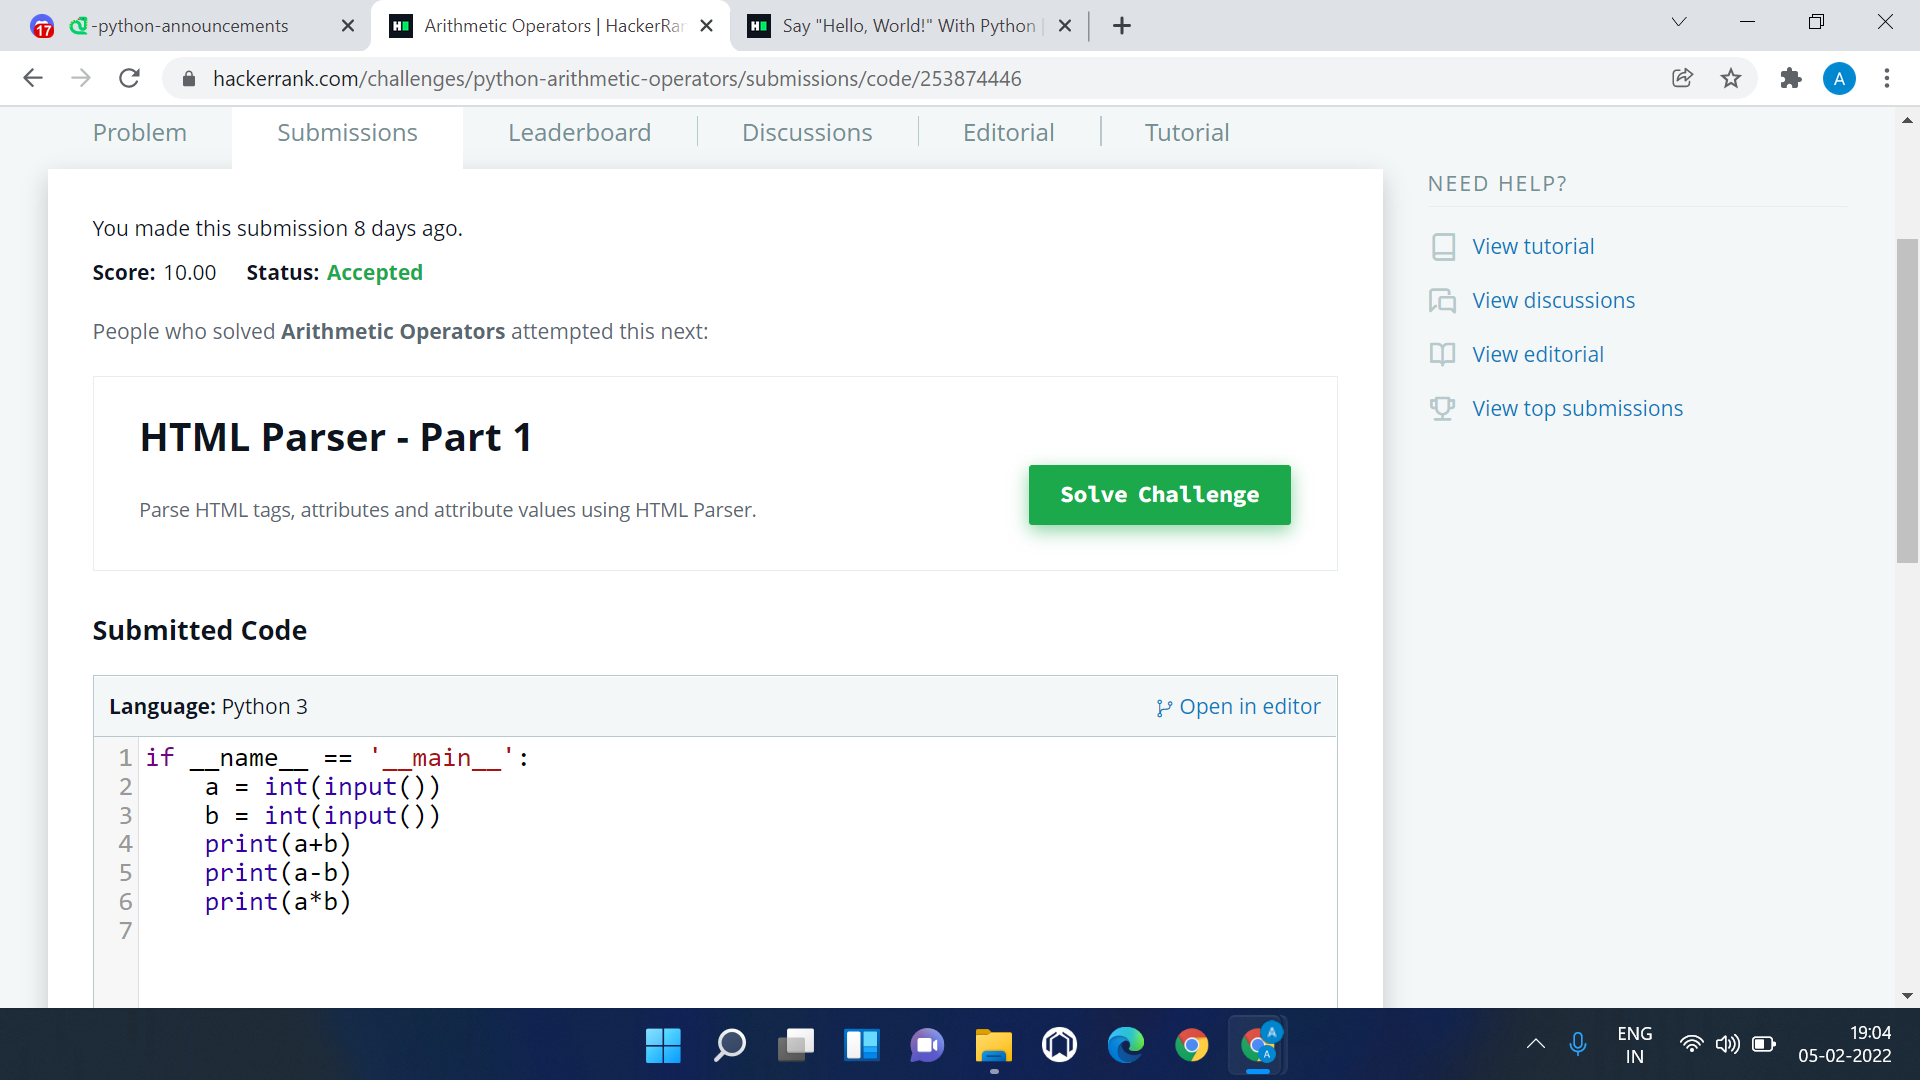 17
-python-announcements
Arithmetic Operators | HackerRar
Say "Hello, World!" With Python |
hackerrank.com/challenges/python-arithmetic-operators/submissions/code/253874446
A
Problem
Submissions
Leaderboard
Discussions
Editorial
Tutorial
You made this submission 8 days ago.
Score: 10.00 Status: Accepted
People who solved Arithmetic Operators attempted this next:
HTML Parser - Part 1
Parse HTML tags, attributes and attribute values using HTML Parser.
Solve Challenge
Submitted Code
Language: Python 3
Open in editor
1 if __name__ == '__main__':
2     a = int(input())
3     b = int(input())
4     print(a+b)
5     print(a-b)
6     print(a*b)
7
NEED HELP?
View tutorial
View discussions
View editorial
View top submissions
A
A
ENG
IN
19:04
05-02-2022